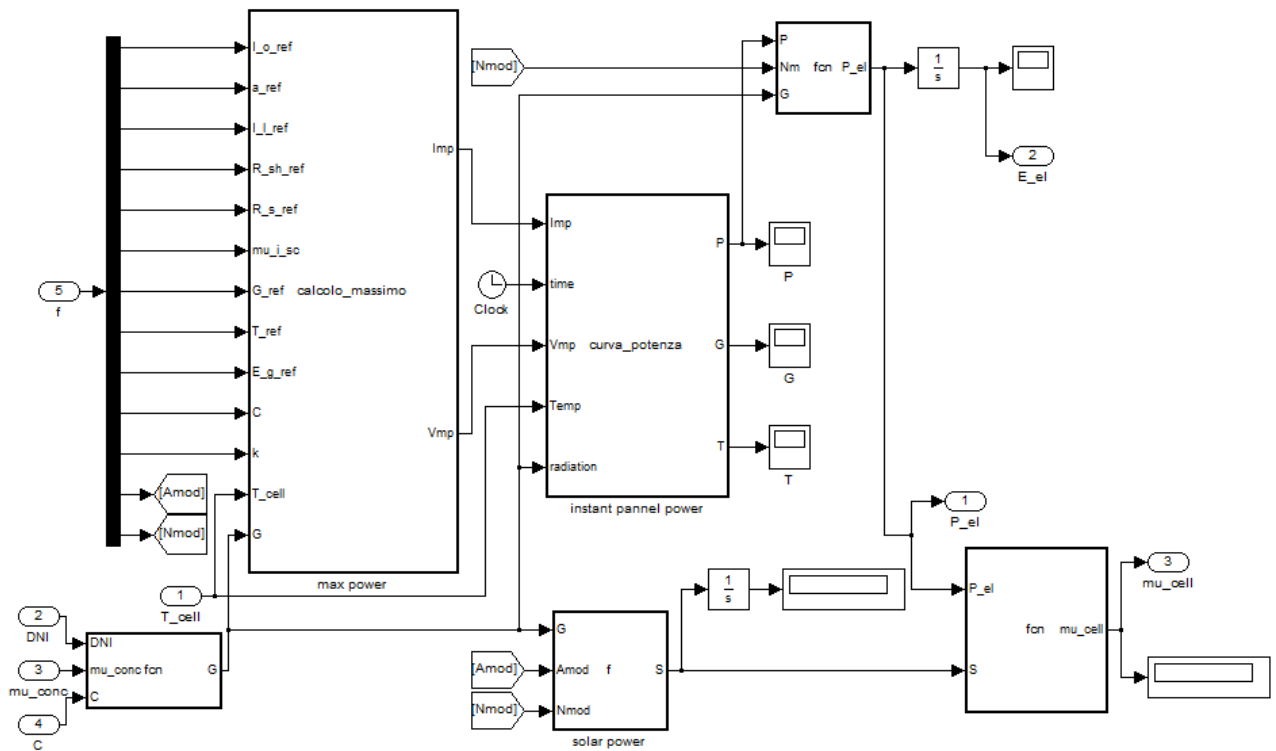 I_o_ref
a_ref
I_l_ref
R_sh_ref
R_s_ref
mu_i_sc
G_ref
calcolo_massimo
T_ref
E_g_ref
C
k
T_cell
G
Imp
Vmp
max power
5
f
[Amod]
[Nmod]
1
T_cell
2
DNI
3
mu_conc
4
C
DNI
mu_conc
fcn
G
C
[Nmod]
P
Nm
fcn
P_el
G
1
s
2
E_el
Imp
time
Vmp
curva_potenza
Temp
radiation
P
G
T
instant pannel power
Clock
P
G
T
1
P_el
[Amod]
[Nmod]
G
Amod
f
S
Nmod
solar power
1
s
P_el
fcn
mu_cell
S
3
mu_cell